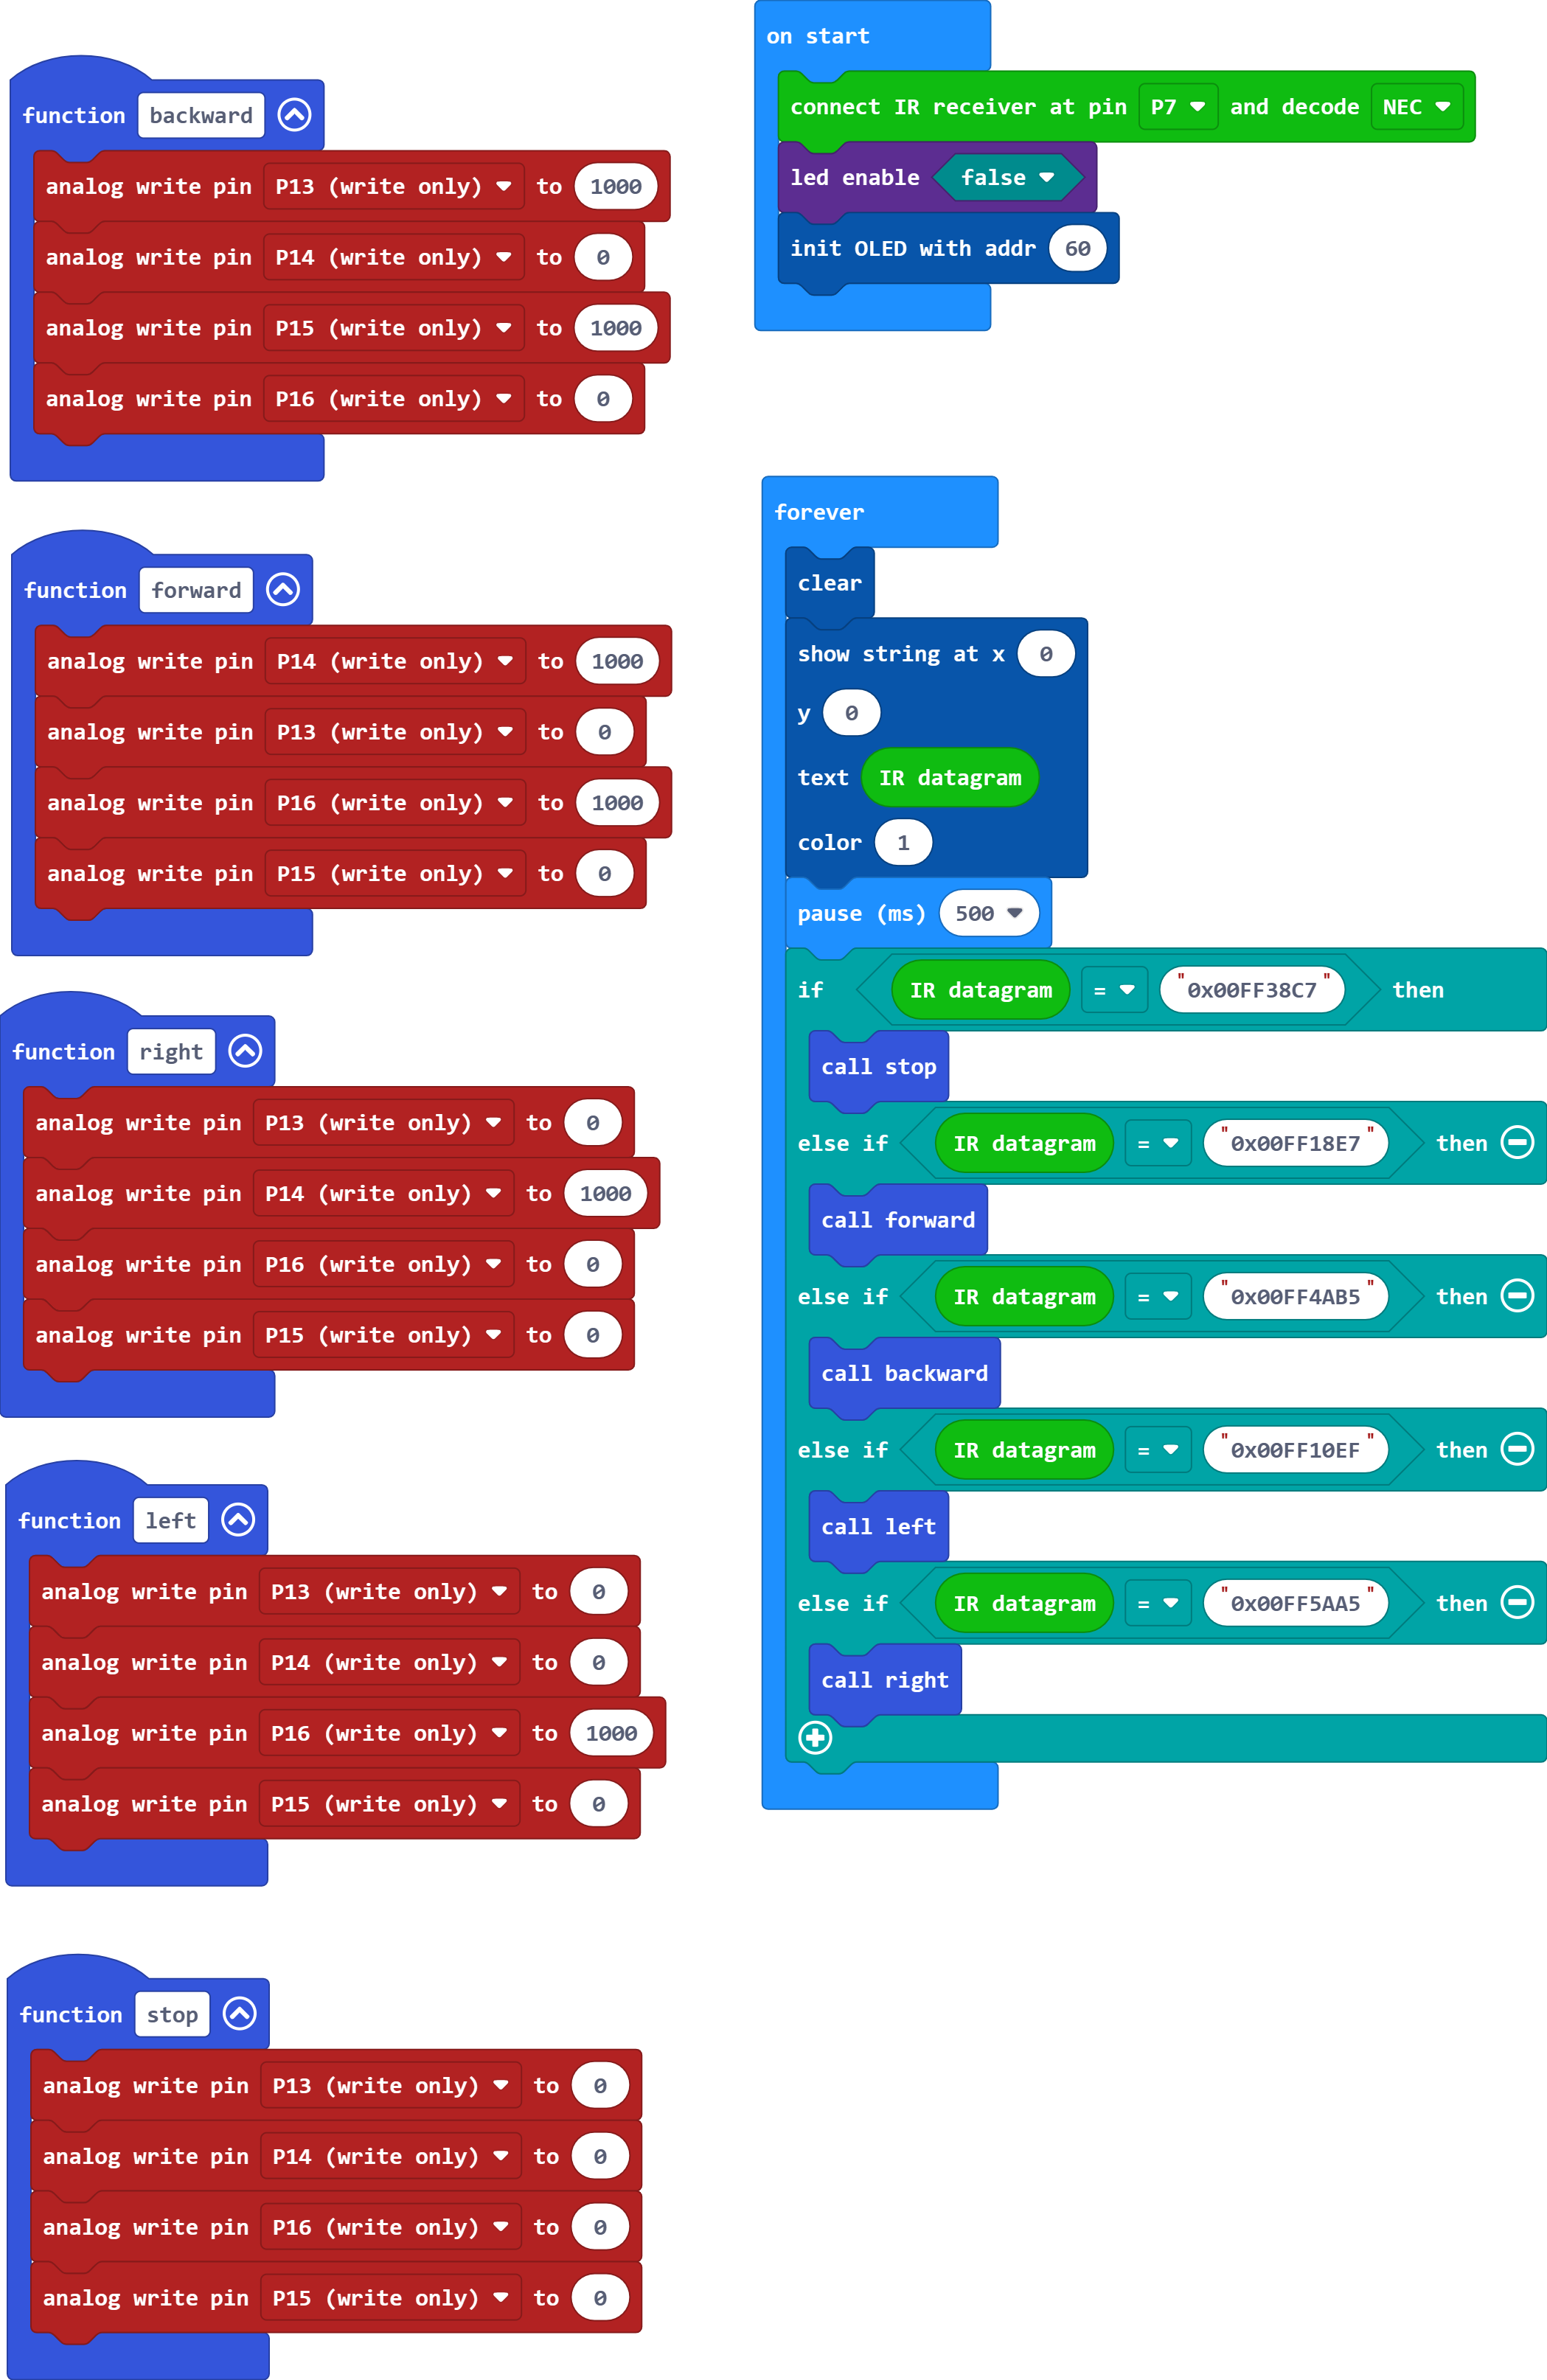 function backward
analog write pin P13 (write only) to 1000
analog write pin P14 (write only) to 0
analog write pin P15 (write only) to 1000
analog write pin P16 (write only) to 0
function forward
analog write pin P14 (write only) to 1000
analog write pin P13 (write only) to 0
analog write pin P16 (write only) to 1000
analog write pin P15 (write only) to 0
function right
analog write pin P13 (write only) to 0
analog write pin P14 (write only) to 1000
analog write pin P16 (write only) to 0
analog write pin P15 (write only) to 0
function left
analog write pin P13 (write only) to 0
analog write pin P14 (write only) to 0
analog write pin P16 (write only) to 1000
analog write pin P15 (write only) to 0
function stop
analog write pin P13 (write only) to 0
analog write pin P14 (write only) to 0
analog write pin P16 (write only) to 0
analog write pin P15 (write only) to 0
on start
connect IR receiver at pin P7 and decode NEC
led enable false
init OLED with addr 60
forever
clear
show string at x 0
y 0
text IR datagram
color 1
pause (ms) 500
if IR datagram = "0x00FF38C7" then
call stop
else if IR datagram = "0x00FF18E7" then
call forward
else if IR datagram = "0x00FF4AB5" then
call backward
else if IR datagram = "0x00FF10EF" then
call left
else if IR datagram = "0x00FF5AA5" then
call right